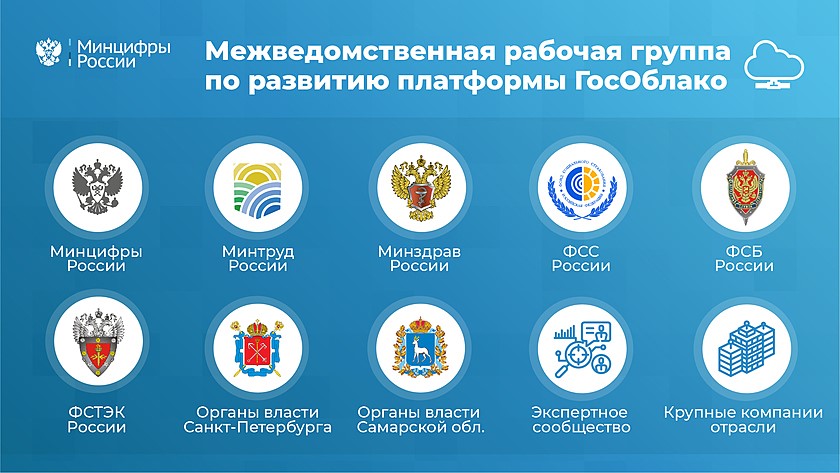 Минцифры
России
Межведомственная рабочая группа
по развитию платформы ГосОблако
Минцифры
России
Минтруд
России
Минздрав
России
ФСС
России
ФСБ
России
ФСТЭК
России
Органы власти
Санкт-Петербурга
Органы власти
Самарской обл.
Экспертное
сообщество
Крупные компании
отрасли